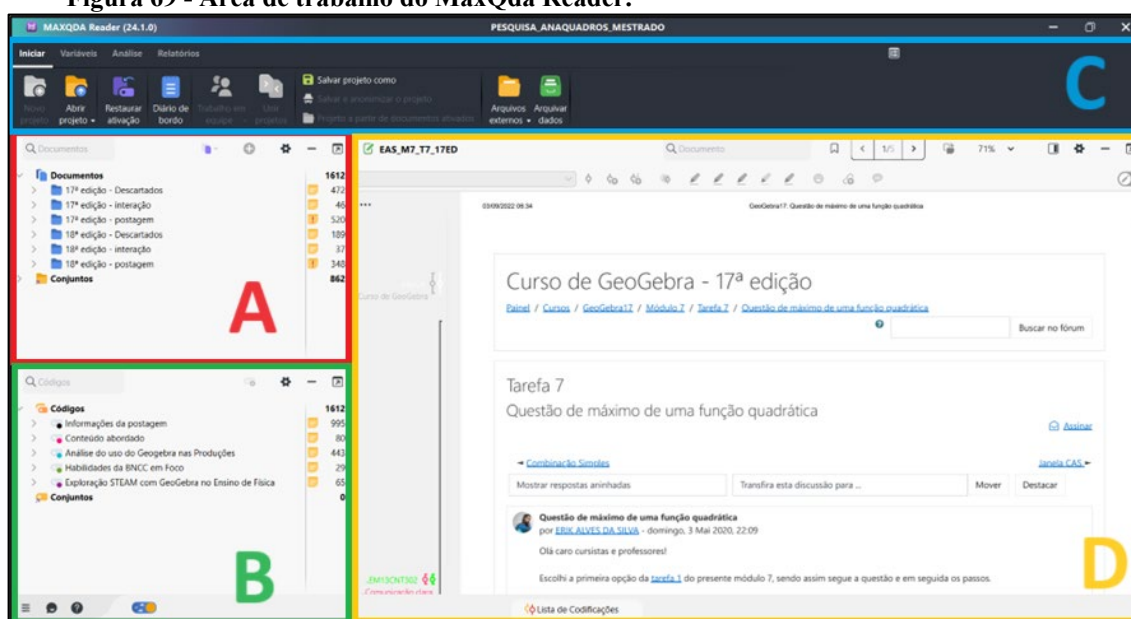 Figura 69 - Área de trabalho do MaxQda Reader.
MAXQDA Reader (24.1.0) PESQUISA_ANAQUADROS_MESTRADO
Iniciar Variáveis Análise Relatórios
Novo projeto Abrir projeto Restaurar ativação Diário de bordo Trabalho em equipe Unir projetos
Salvar projeto como
Salvar e anonimizar o projeto
Projeto a partir de documentos ativados
Arquivos externos Arquivar dados
C
Documentos
Documentos 1612
17ª edição - Descartados 472
17ª edição - interação 46
17ª edição - postagem 520
18ª edição - Descartados 189
18ª edição - interação 37
18ª edição - postagem 348
Conjuntos 862
A
Códigos
Códigos 1612
Informações da postagem 995
Conteúdo abordado 80
Análise do uso do Geogebra nas Produções 443
Habilidades da BNCC em Foco 29
Exploração STEAM com GeoGebra no Ensino de Física 65
Conjuntos 0
B
EAS_M7_T7_17ED Documento 1/5 71%
03/09/2022 08:34 GeoGebra17: Questão de máximo de uma função quadrática
Curso de GeoGebra
Curso de GeoGebra - 17ª edição
Painel / Cursos / GeoGebra17 / Módulo 7 / Tarefa 7 / Questão de máximo de uma função quadrática
Buscar no fórum
Tarefa 7
Questão de máximo de uma função quadrática
Assinar
Combinação Simples Janela CAS
Mostrar respostas aninhadas Transfira esta discussão para ... Mover Destacar
Questão de máximo de uma função quadrática
por ERIK ALVES DA SILVA - domingo, 3 Mai 2020, 22:09
Olá caro cursistas e professores!
Escolhi a primeira opção da tarefa 1 do presente módulo 7, sendo assim segue a questão e em seguida os passos.
..EM13CNT302
Comunicação clara
D
Lista de Codificações